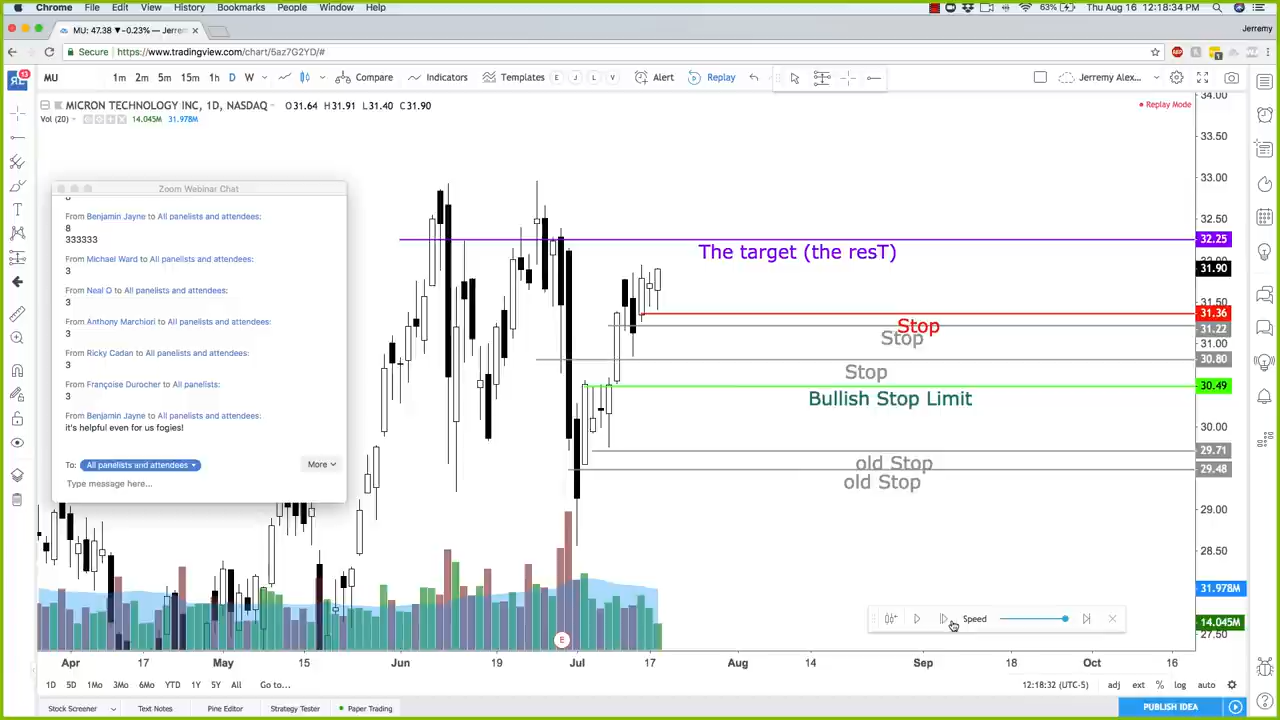 Chrome File Edit View History Bookmarks People Window Help 63% Thu Aug 16 12:18:34 PM
MU: 47.38 ▼-0.23% — Jerrem × Jerremy
Secure https://www.tradingview.com/chart/6az7G2YD/#
13 MU 1m 2m 5m 15m 1h D W Compare Indicators Templates E J L V Alert Replay Jerremy Alex...
MICRON TECHNOLOGY INC, 1D, NASDAQ O31.64 H31.91 L31.40 C31.90
Replay Mode
Vol (20) 14.045M 31.978M
Zoom Webinar Chat
From Benjamin Jayne to All panelists and attendees:
8
333333
From Michael Ward to All panelists and attendees:
3
From Neal O to All panelists and attendees:
3
From Anthony Marchiori to All panelists and attendees:
3
From Ricky Cadan to All panelists and attendees:
3
From Françoise Durocher to All panelists:
3
From Benjamin Jayne to All panelists and attendees:
it's helpful even for us fogies!
To: All panelists and attendees More
Type message here...
The target (the resT)
Stop
Stop
Stop
Bullish Stop Limit
old Stop
old Stop
34.00
33.50
33.00
32.50
32.25
32.00
31.90
31.50
31.36
31.22
31.00
30.80
30.49
30.00
29.71
29.48
29.00
28.50
31.978M
14.045M
27.50
Speed
E
Apr 17 May 15 Jun 19 Jul 17 Aug 14 Sep 18 Oct 16
1D 5D 1Mo 3Mo 6Mo YTD 1Y 5Y All Go to... 12:18:32 (UTC-5) adj ext % log auto
Stock Screener Text Notes Pine Editor Strategy Tester Paper Trading PUBLISH IDEA